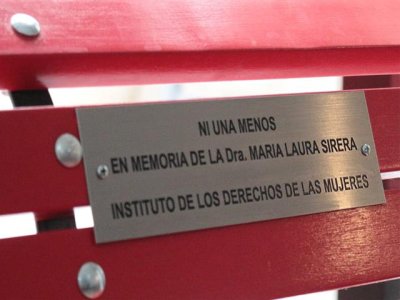 NI UNA MENOS
EN MEMORIA DE LA Dra. MARIA LAURA SIRERA
INSTITUTO DE LOS DERECHOS DE LAS MUJERES